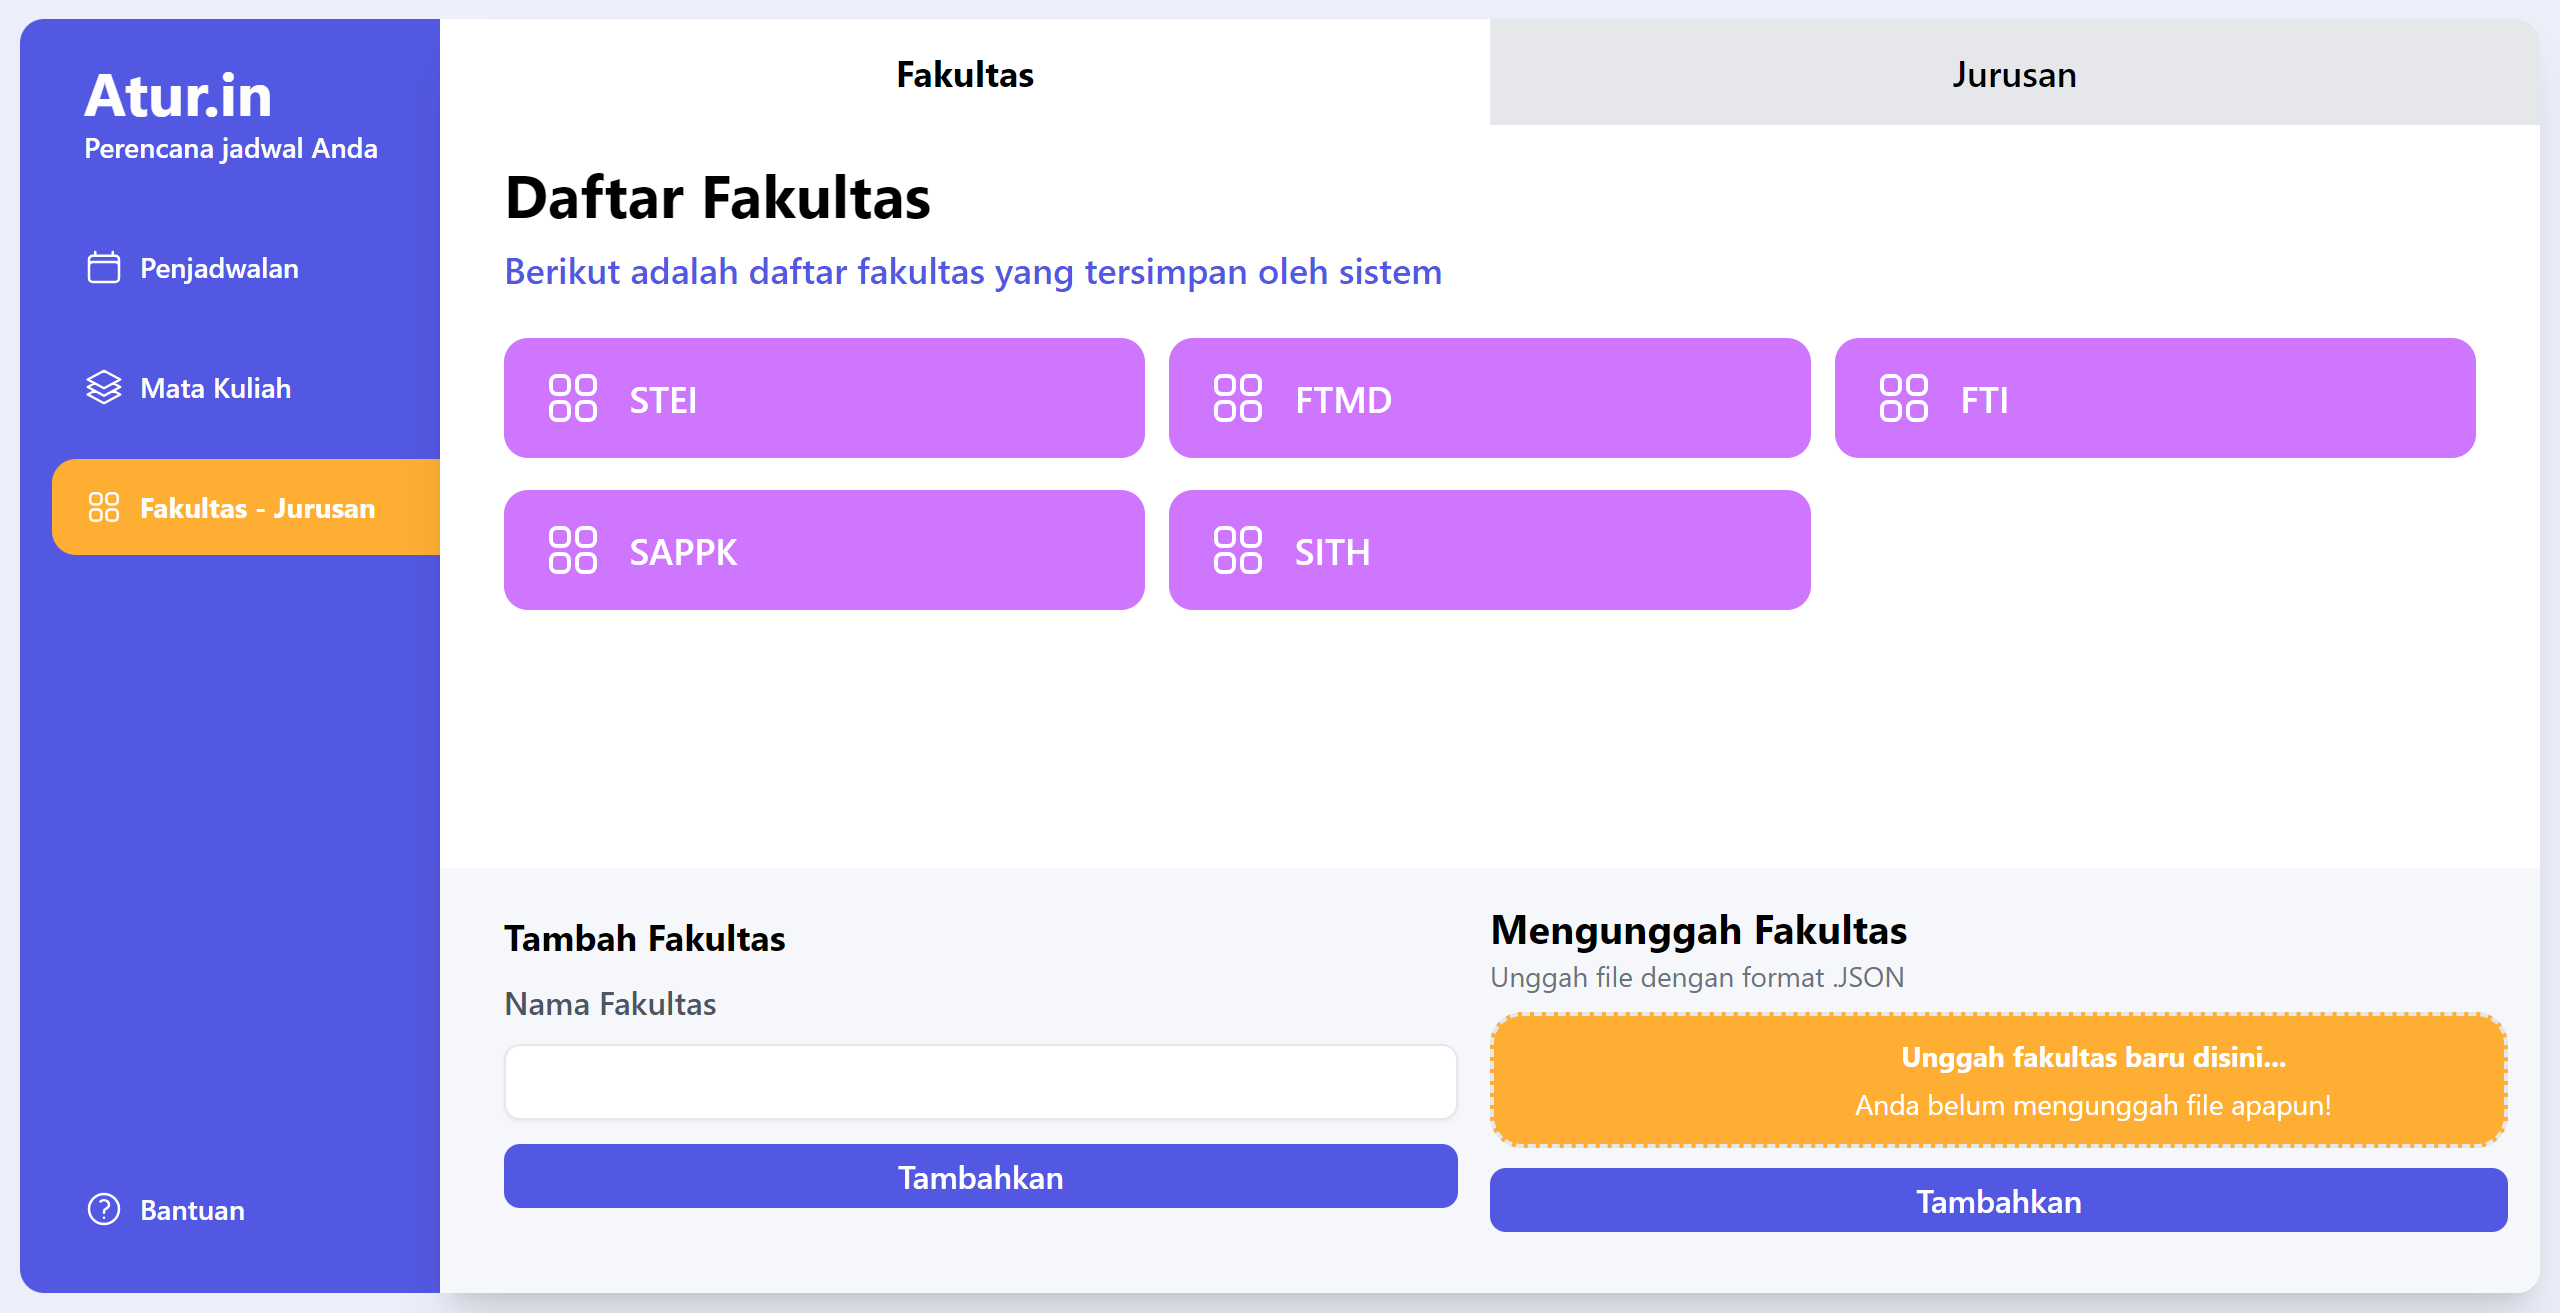 Atur.in
Perencana jadwal Anda
Penjadwalan
Mata Kuliah
Fakultas - Jurusan
Bantuan
Fakultas
Jurusan
Daftar Fakultas
Berikut adalah daftar fakultas yang tersimpan oleh sistem
STEI
FTMD
FTI
SAPPK
SITH
Tambah Fakultas
Nama Fakultas
Tambahkan
Mengunggah Fakultas
Unggah file dengan format .JSON
Unggah fakultas baru disini...
Anda belum mengunggah file apapun!
Tambahkan